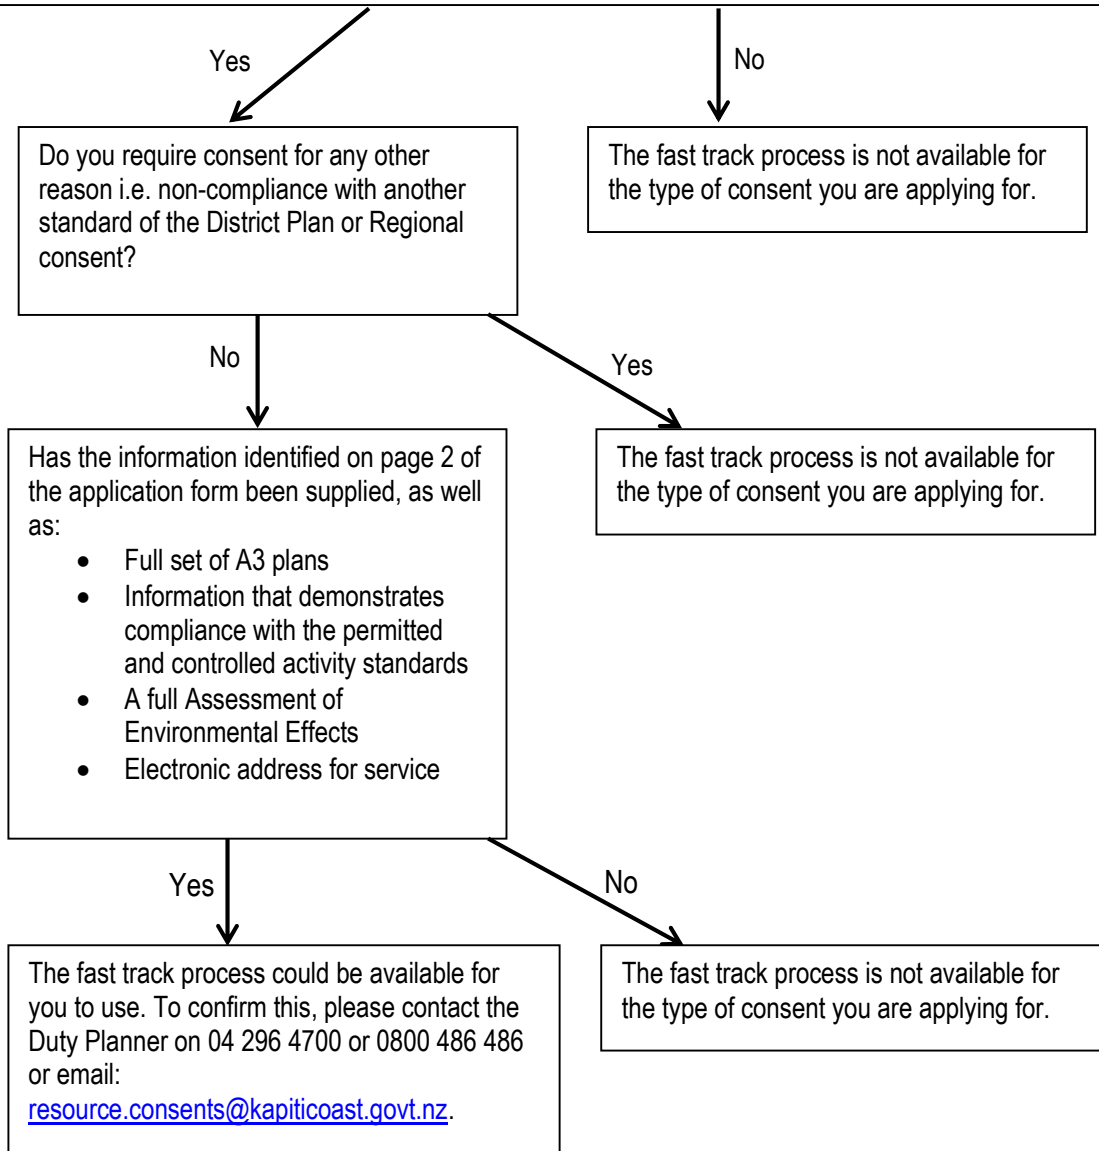 Yes
No
Do you require consent for any other
reason i.e. non-compliance with another
standard of the District Plan or Regional
consent?
The fast track process is not available for
the type of consent you are applying for.
No
Yes
Has the information identified on page 2 of
the application form been supplied, as well
as:
• Full set of A3 plans
• Information that demonstrates
compliance with the permitted
and controlled activity standards
• A full Assessment of
Environmental Effects
• Electronic address for service
The fast track process is not available for
the type of consent you are applying for.
Yes
No
The fast track process could be available for
you to use. To confirm this, please contact the
Duty Planner on 04 296 4700 or 0800 486 486
or email:
resource.consents@kapiticoast.govt.nz.
The fast track process is not available for
the type of consent you are applying for.